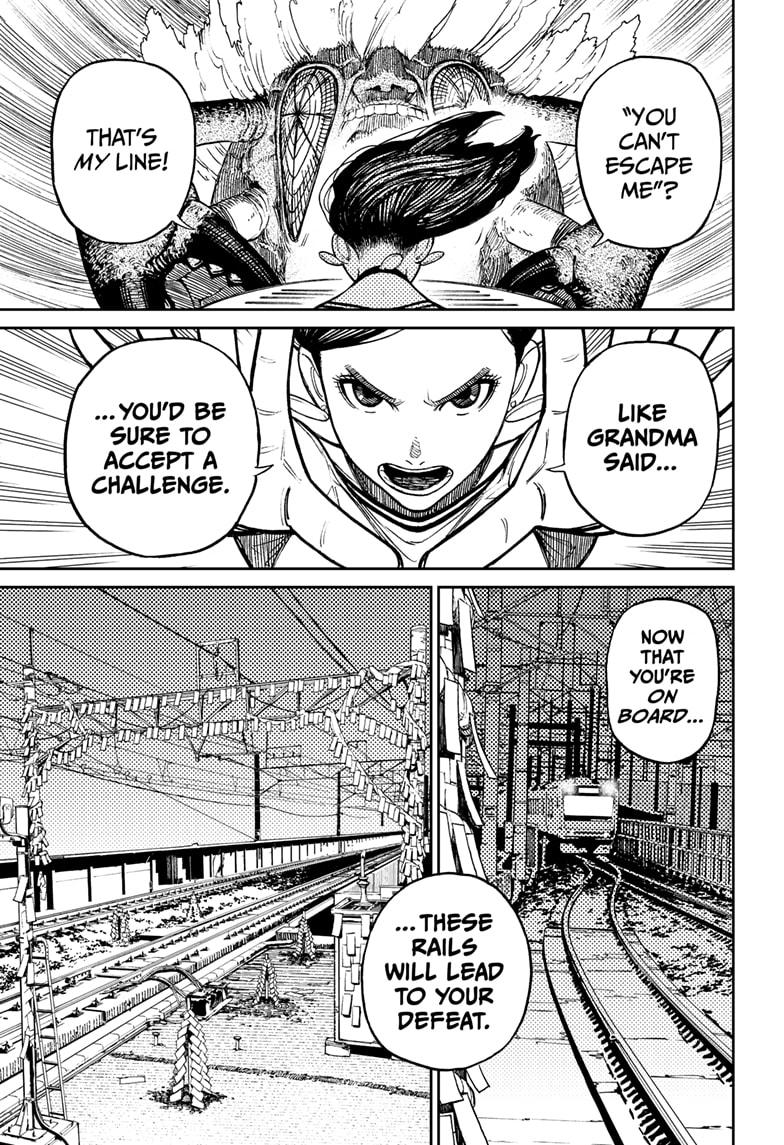 "YOU
CAN'T
ESCAPE
ME"?
THAT'S
MY LINE!
LIKE
GRANDMA
SAID...
...YOU'D BE
SURE TO
ACCEPT A
CHALLENGE.
NOW
THAT
YOU'RE
ON
BOARD...
...THESE
RAILS
WILL LEAD
TO YOUR
DEFEAT.